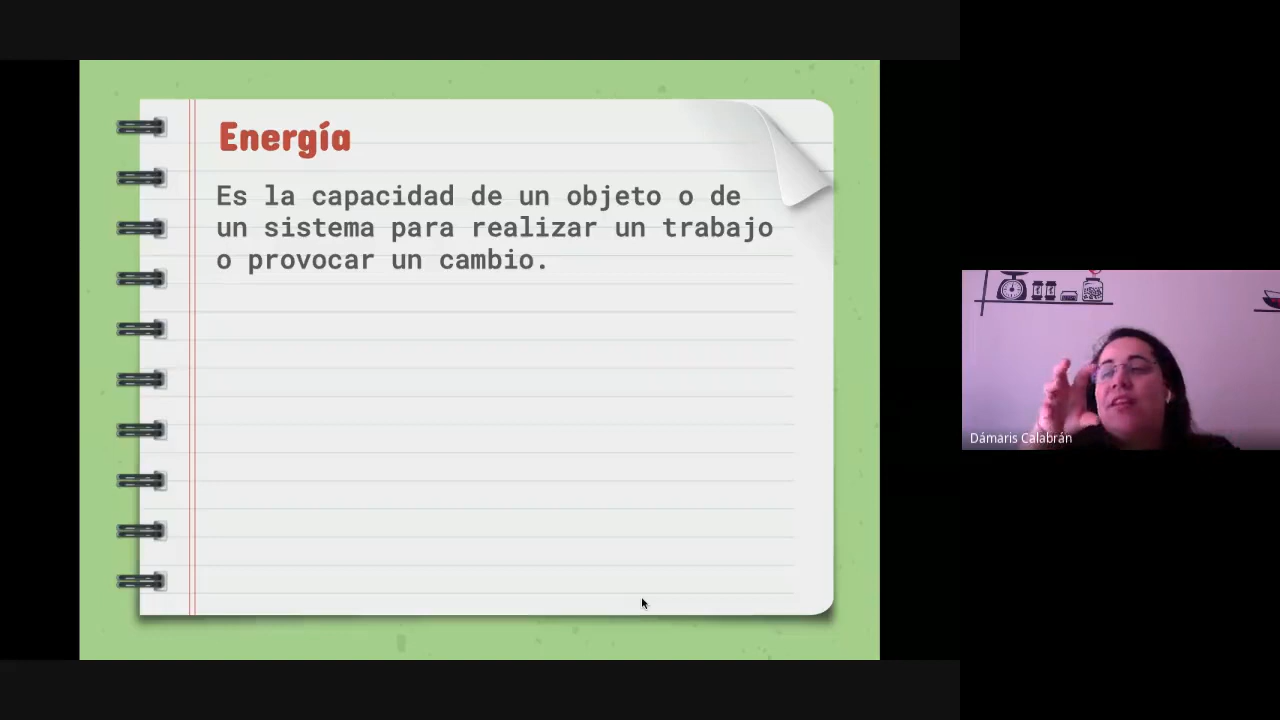 Energía
Es la capacidad de un objeto o de
un sistema para realizar un trabajo
o provocar un cambio.
Dámaris Calabrán